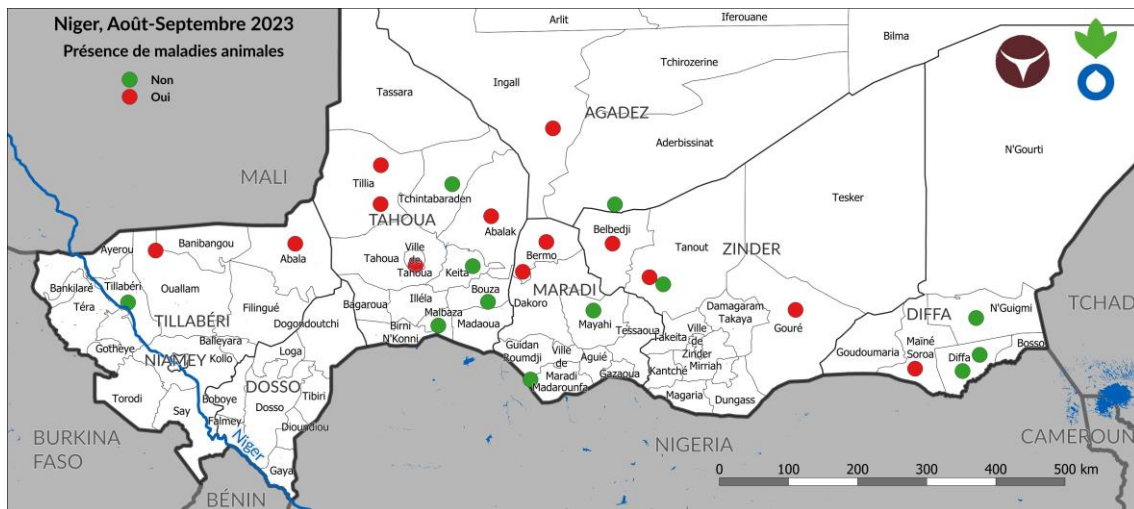 Niger, Août-Septembre 2023
Présence de maladies animales
Non
Oui
Arlit
Iferouane
Bilma
Tchirozerine
Ingall
Tassara
AGADEZ
Aderbissinat
N'Gourti
MALI
Tillia
Tchintabaraden
Tesker
TAHOUA
Abalak
Belbedji
Tanout
ZINDER
Ayerou
Banibangou
Abala
Tahoua
Ville
de
Tahoua
Keita
Bermo
Bankilaré
Tillabéri
Ouallam
Téra
Filingué
Bagaroua
Illéla
Bouza
Dakoro
MARADI
Damagaram
Takaya
Gouré
DIFFA
N'Guigmi
TCHAD
TILLABÉRI
Dogondoutchi
Birni
N'Konni
Malbaza
Madaoua
Mayahi
Tessaoua
Takeita
Ville
de
Zinder
Mirriah
Goudoumaria
Maïné
Soroa
Diffa
Bosso
Gotheye
NIAMEY
Balleyara
Kollo
Loga
Guidan
Roumdji
Ville
de
Maradi
Madarounfa
Aguié
Gazaoua
Kantché
Magaria
Dungass
Torodi
Say
Boboye
DOSSO
Dosso
Tibiri
Falmey
Dioundiou
Gaya
Niger
BURKINA
FASO
BÉNIN
NIGERIA
CAMEROUN
0 100 200 300 400 500 km